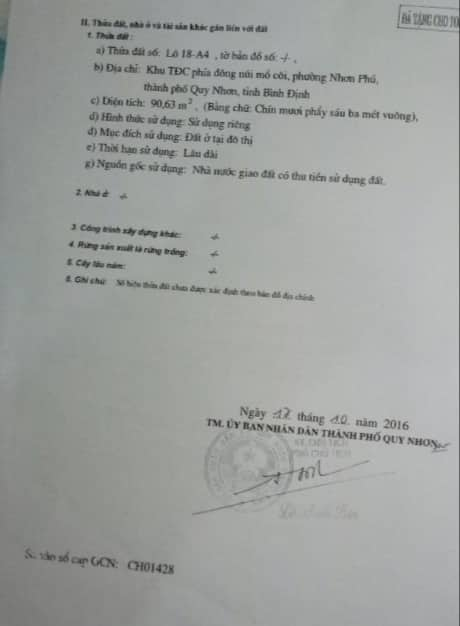 ĐÃ TẶNG CHO TO
II. Thửa đất, nhà ở và tài sản khác gắn liền với đất
1. Thửa đất :
a) Thửa đất số: Lô 18-A4 , tờ bản đồ số: -/- ,
b) Địa chỉ: Khu TĐC phía đông núi mồ côi, phường Nhơn Phú,
thành phố Quy Nhơn, tỉnh Bình Định
c) Diện tích: 90,63 m², (Bằng chữ: Chín mươi phẩy sáu ba mét vuông),
d) Hình thức sử dụng: Sử dụng riêng
đ) Mục đích sử dụng: Đất ở tại đô thị
e) Thời hạn sử dụng: Lâu dài
g) Nguồn gốc sử dụng: Nhà nước giao đất có thu tiền sử dụng đất.
2. Nhà ở: -/-
3. Công trình xây dựng khác: -/-
4. Rừng sản xuất là rừng trồng: -/-
5. Cây lâu năm: -/-
6. Ghi chú: Số hiệu thửa đất chưa được xác định theo bản đồ địa chính
Ngày 17 tháng 10 năm 2016
TM. ỦY BAN NHÂN DÂN THÀNH PHỐ QUY NHƠN
KT. CHỦ TỊCH
PHÓ CHỦ TỊCH
Số vào sổ cấp GCN: CH01428